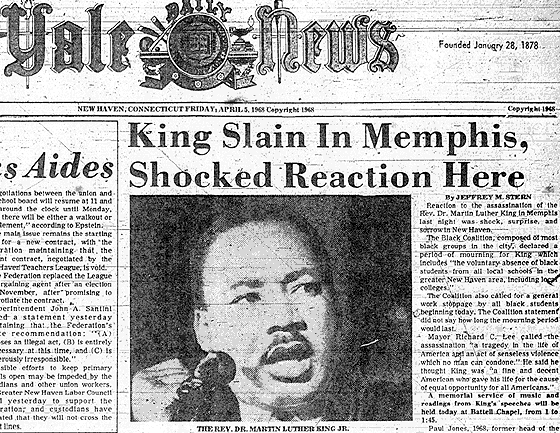 Yale Daily News
Founded January 28, 1878
NEW HAVEN, CONNECTICUT FRIDAY, APRIL 5, 1968 Copyright 1968
Copyright 1968
s Aides
gotiations between the union and
chool board will resume at 11 and
around the clock until Monday,
there will be either a walkout or
lement," according to Epstein.
e main issue remains the starting
for a new contract, with the
ration maintaining that the
nt contract, negotiated by the
Haven Teachers League, is void.
e Federation replaced the League
rgaining agent after an election
November, after promising to
otiate the contract.
perintendent John A. Santini
ed a statement yesterday
taining that the Federation's
te recommendation: "(A)
oses an illegal act, (B) is entirely
cessary at this time, and (C) is
erously irresponsible."
sible efforts to keep primary
ls open may be impeded by the
dians and other union workers.
Greater New Haven Labor Council
yesterday to support the
ration; and custodians have
ated that they will not cross the
t lines.
King Slain In Memphis,
Shocked Reaction Here
THE REV. DR. MARTIN LUTHER KING JR.
By JEFFREY M. STERN
Reaction to the assassination of the
Rev. Dr. Martin Luther King in Memphis
last night was shock, surprise, and
sorrow in New Haven.
The Black Coalition, composed of most
black groups in the city, declared a
period of mourning for King which
includes "the voluntary absence of black
students from all local schools in the
greater New Haven area, including local
colleges."
The Coalition also called for a general
work stoppage by all black students
beginning today. The Coalition statement
did not say how long the mourning period
would last.
Mayor Richard C. Lee called the
assassination "a tragedy in the life of
America and an act of senseless violence
which no man can condone." He said he
thought King was "a fine and decent
American who gave his life for the cause
of equal opportunity for all Americans."
A memorial service of music and
readings from King's speeches will be
held today at Battell Chapel, from 1 to
1:45.
Paul Jones, 1968, former head of the